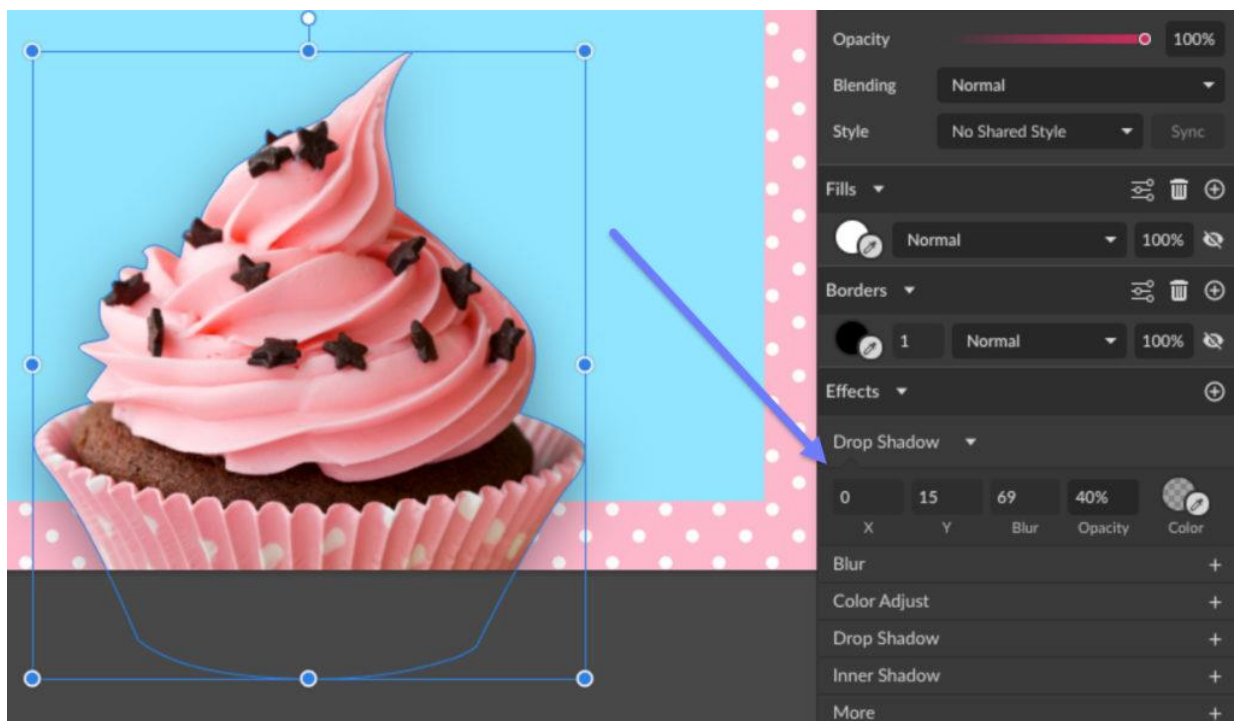 Opacity 100%
Blending Normal
Style No Shared Style Sync
Fills
Normal 100%
Borders
1 Normal 100%
Effects
Drop Shadow
0 15 69 40%
X Y Blur Opacity Color
Blur
Color Adjust
Drop Shadow
Inner Shadow
More